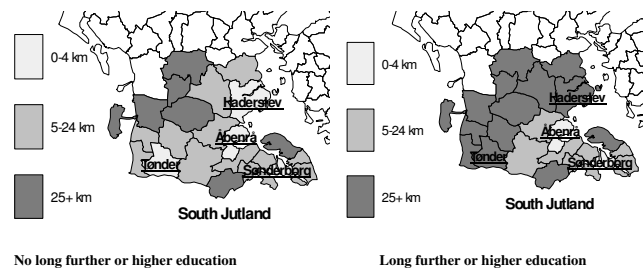 0-4 km
5-24 km
25+ km
Haderslev
Åbenrå
Tønder
Sønderborg
South Jutland
No long further or higher education
0-4 km
5-24 km
25+ km
Haderslev
Åbenrå
Tønder
Sønderborg
South Jutland
Long further or higher education